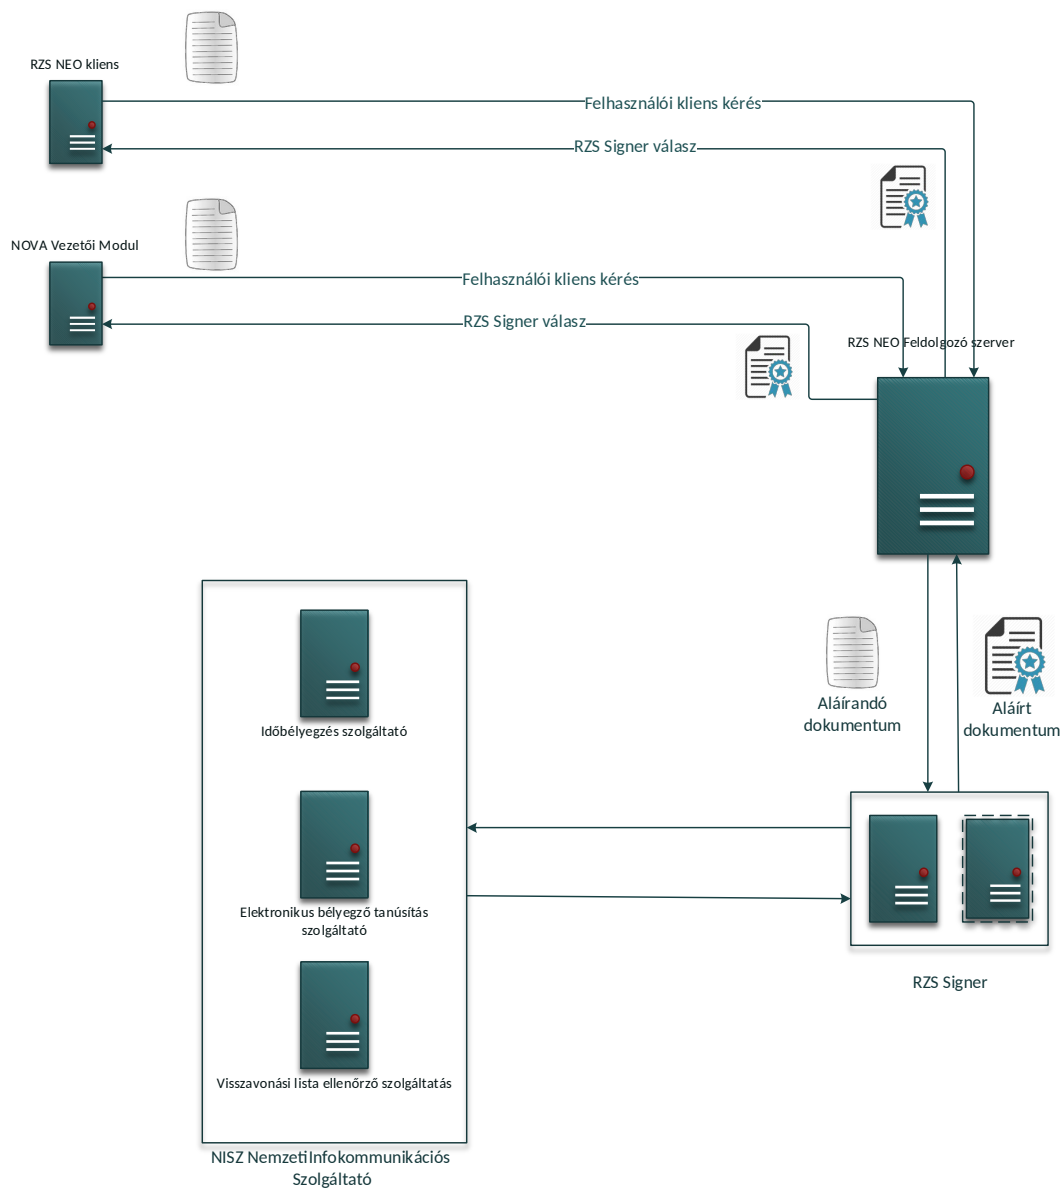 RZS NEO kliens
Felhasználói kliens kérés
RZS Signer válasz
NOVA Vezetői Modul
Felhasználói kliens kérés
RZS Signer válasz
RZS NEO Feldolgozó szerver
Aláírandó
dokumentum
Aláírt
dokumentum
Időbélyegzés szolgáltató
Elektronikus bélyegző tanúsítás
szolgáltató
Visszavonási lista ellenőrző szolgáltatás
RZS Signer
NISZ Nemzeti Infokommunikációs
Szolgáltató